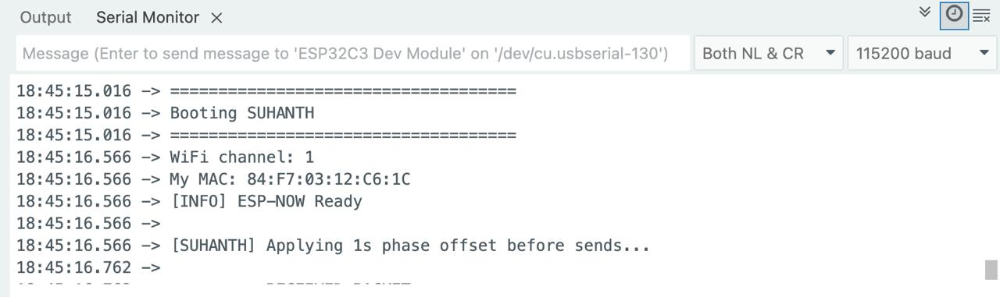 Output Serial Monitor
Message (Enter to send message to 'ESP32C3 Dev Module' on '/dev/cu.usbserial-130') Both NL & CR 115200 baud
18:45:15.016 -> ====================================
18:45:15.016 -> Booting SUHANTH
18:45:15.016 -> ====================================
18:45:16.566 -> WiFi channel: 1
18:45:16.566 -> My MAC: 84:F7:03:12:C6:1C
18:45:16.566 -> [INFO] ESP-NOW Ready
18:45:16.566 ->
18:45:16.566 -> [SUHANTH] Applying 1s phase offset before sends...
18:45:16.762 ->